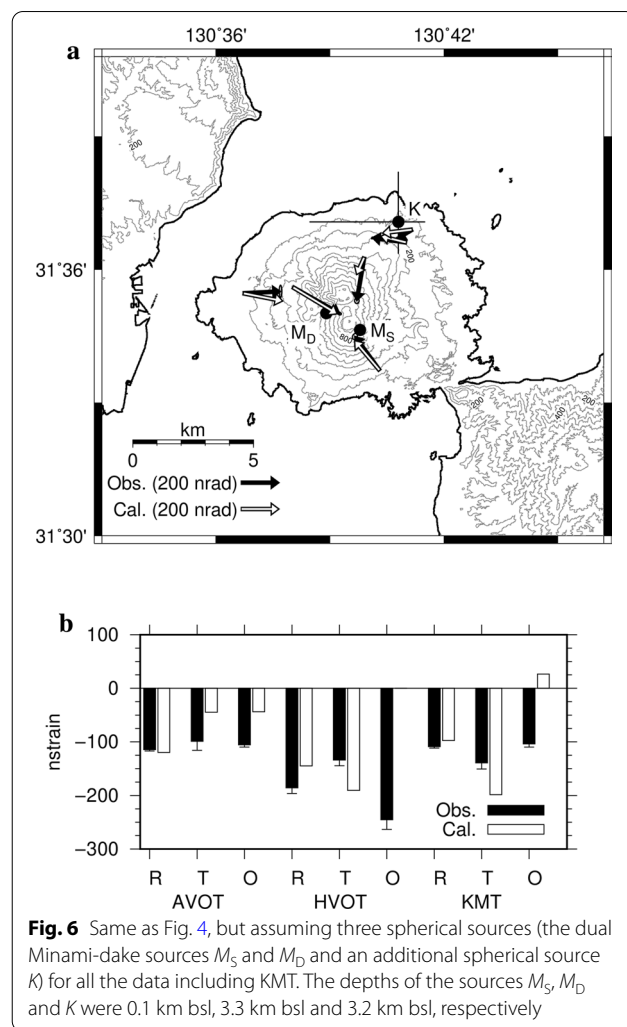 a
130˚36' 130˚42'
200
K
200
31˚36'
M_D M_S
800
km
0 5
Obs. (200 nrad)
Cal. (200 nrad)
200 200
400
31˚30'
b
100
0
−100
−200
−300
nstrain
Obs.
Cal.
R T O R T O R T O
AVOT HVOT KMT
Fig. 6 Same as Fig. 4, but assuming three spherical sources (the dual
Minami-dake sources M_S and M_D and an additional spherical source
K) for all the data including KMT. The depths of the sources M_S, M_D
and K were 0.1 km bsl, 3.3 km bsl and 3.2 km bsl, respectively